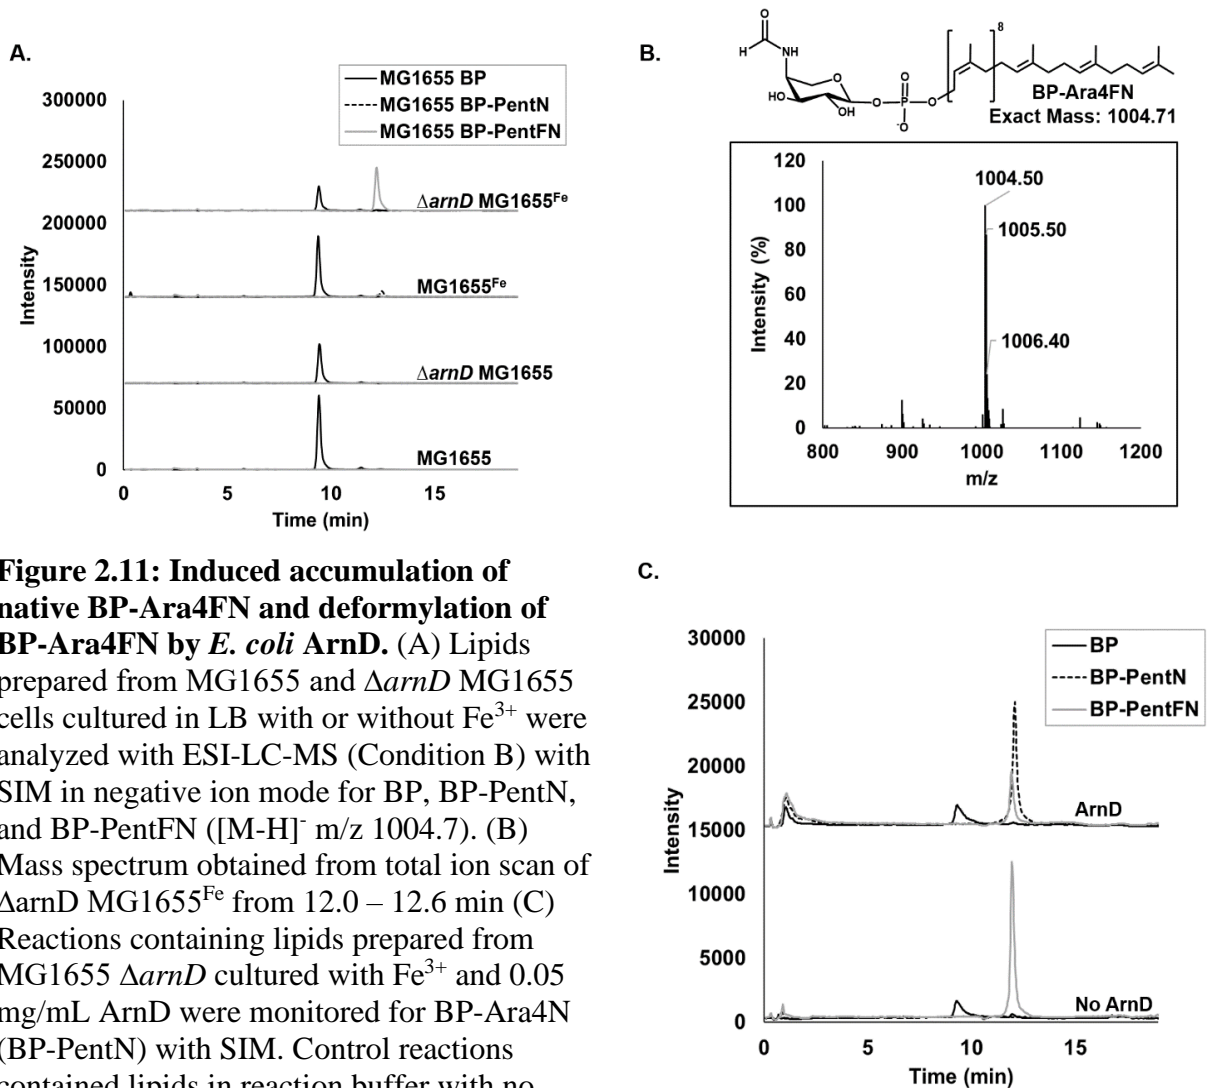 A.
MG1655 BP
MG1655 BP-PentN
MG1655 BP-PentFN
300000
250000
200000
150000
100000
50000
0
Intensity
ΔarnD MG1655Fe
MG1655Fe
ΔarnD MG1655
MG1655
0 5 10 15
Time (min)
B.
O
H
NH
O
HO
OH
O
O
P
-O
O
8
BP-Ara4FN
Exact Mass: 1004.71
120
100
80
60
40
20
0
Intensity (%)
1004.50
1005.50
1006.40
800 900 1000 1100 1200
m/z
Figure 2.11: Induced accumulation of
native BP-Ara4FN and deformylation of
BP-Ara4FN by E. coli ArnD. (A) Lipids
prepared from MG1655 and ΔarnD MG1655
cells cultured in LB with or without Fe3+ were
analyzed with ESI-LC-MS (Condition B) with
SIM in negative ion mode for BP, BP-PentN,
and BP-PentFN ([M-H]- m/z 1004.7). (B)
Mass spectrum obtained from total ion scan of
ΔarnD MG1655Fe from 12.0 – 12.6 min (C)
Reactions containing lipids prepared from
MG1655 ΔarnD cultured with Fe3+ and 0.05
mg/mL ArnD were monitored for BP-Ara4N
(BP-PentN) with SIM. Control reactions
contained lipids in reaction buffer with no
C.
BP
BP-PentN
BP-PentFN
30000
25000
20000
15000
10000
5000
0
Intensity
ArnD
No ArnD
0 5 10 15
Time (min)